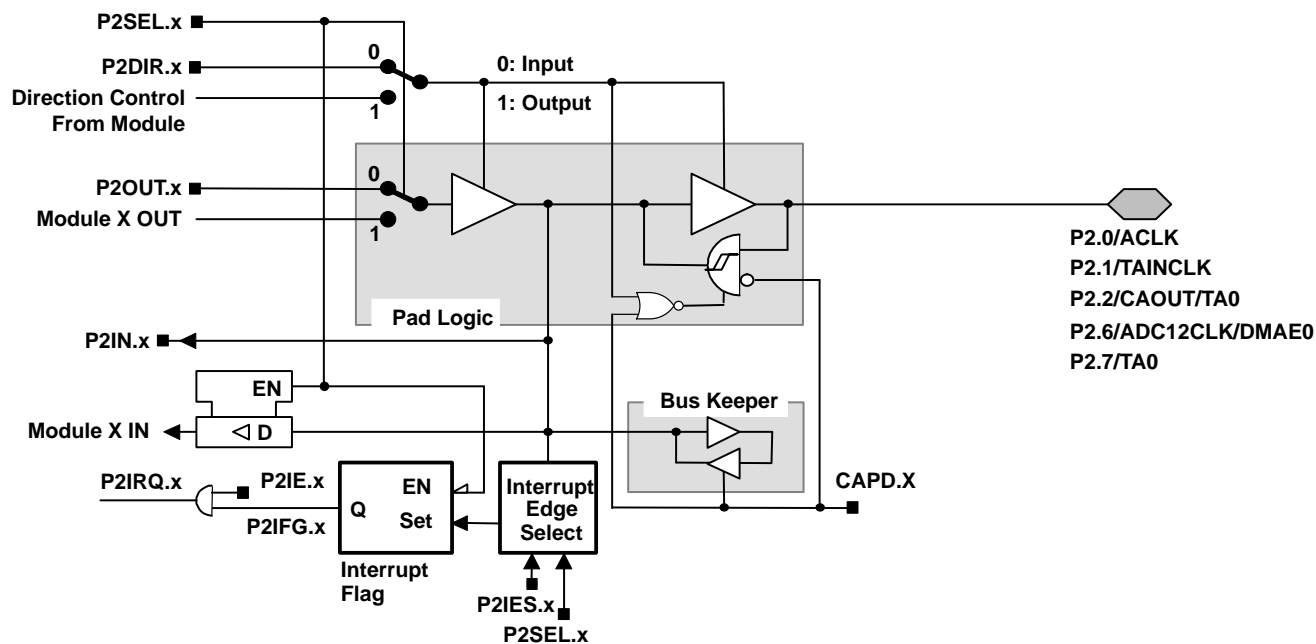 P2SEL.x
P2DIR.x
0
0: Input
Direction Control
From Module
1
1: Output
P2OUT.x
0
Module X OUT
1
Pad Logic
P2.0/ACLK
P2.1/TAINCLK
P2.2/CAOUT/TA0
P2.6/ADC12CLK/DMAE0
P2.7/TA0
P2IN.x
EN
Bus Keeper
Module X IN
D
P2IRQ.x
P2IE.x
EN
Interrupt
Edge
Select
CAPD.X
Q
P2IFG.x
Set
Interrupt
Flag
P2IES.x
P2SEL.x